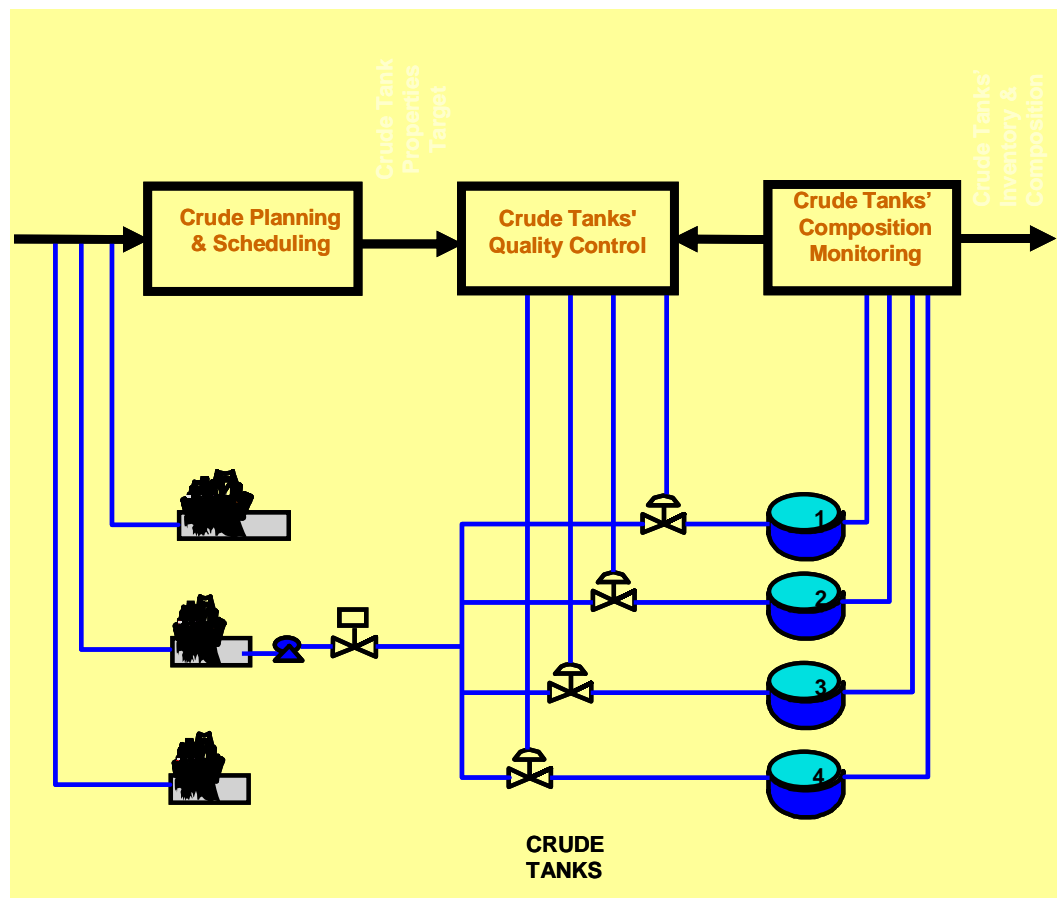 Crude Tank
Properties
Target
Crude Tanks'
Inventory &
Composition
Crude Planning
& Scheduling
Crude Tanks'
Quality Control
Crude Tanks’
Composition
Monitoring
1
2
3
4
CRUDE
TANKS